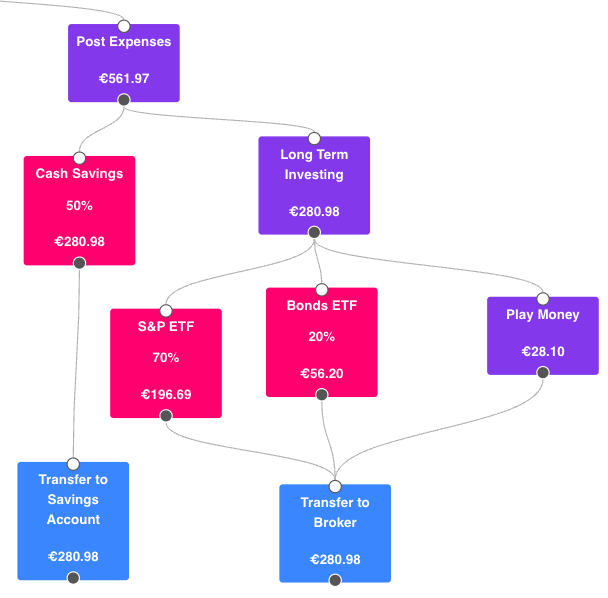 Post Expenses
€561.97
Cash Savings
50%
€280.98
Long Term
Investing
€280.98
S&P ETF
70%
€196.69
Bonds ETF
20%
€56.20
Play Money
€28.10
Transfer to
Savings
Account
€280.98
Transfer to
Broker
€280.98